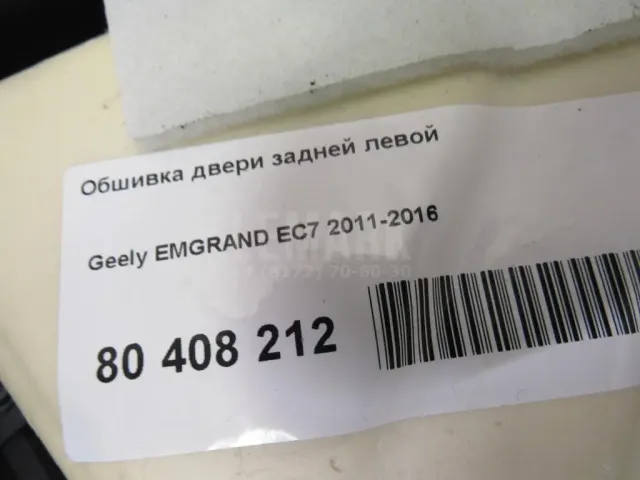 Обшивка двери задней левой
Geely EMGRAND EC7 2011-2016
80 408 212